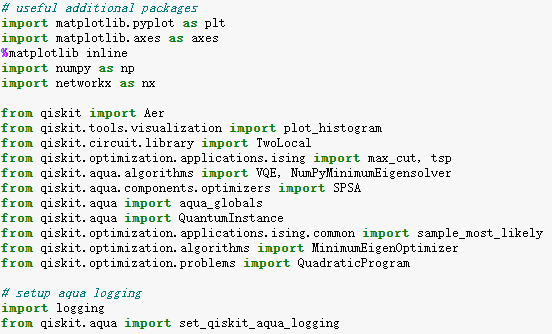 # useful additional packages
import matplotlib.pyplot as plt
import matplotlib.axes as axes
%matplotlib inline
import numpy as np
import networkx as nx
from qiskit import Aer
from qiskit.tools.visualization import plot_histogram
from qiskit.circuit.library import TwoLocal
from qiskit.optimization.applications.ising import max_cut, tsp
from qiskit.aqua.algorithms import VQE, NumPyMinimumEigensolver
from qiskit.aqua.components.optimizers import SPSA
from qiskit.aqua import aqua_globals
from qiskit.aqua import QuantumInstance
from qiskit.optimization.applications.ising.common import sample_most_likely
from qiskit.optimization.algorithms import MinimumEigenOptimizer
from qiskit.optimization.problems import QuadraticProgram
# setup aqua logging
import logging
from qiskit.aqua import set_qiskit_aqua_logging